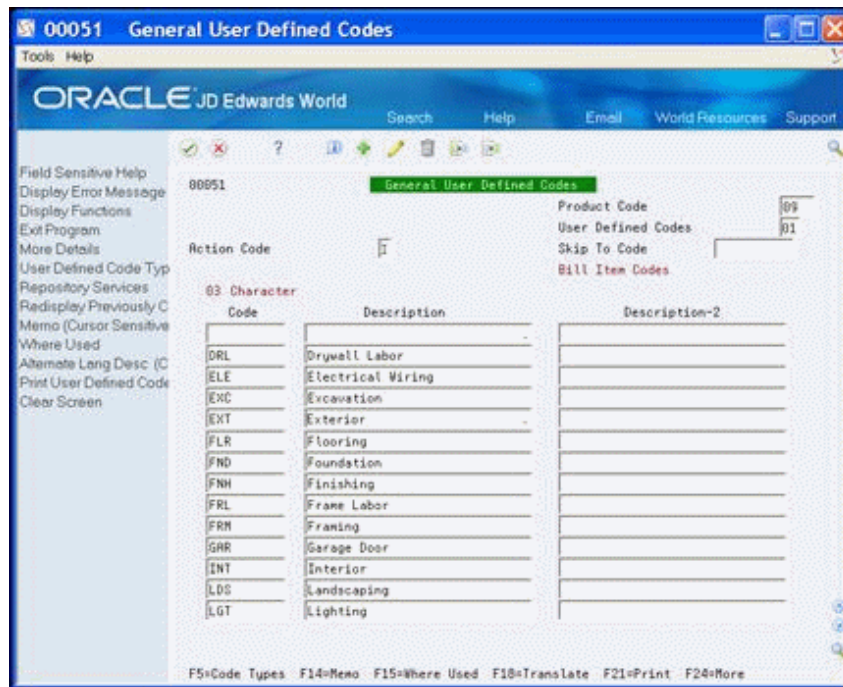 00051 General User Defined Codes
Tools Help
ORACLE JD Edwards World
Search Help Email World Resources Support
?
Field Sensitive Help
Display Error Message
Display Functions
Exit Program
More Details
User Defined Code Typ
Repository Services
Redisplay Previously C
Memo (Cursor Sensitive
Where Used
Alternate Lang Desc (C
Print User Defined Code
Clear Screen
00051 General User Defined Codes
Product Code 09
User Defined Codes 01
Action Code I Skip To Code
Bill Item Codes
03 Character
Code Description Description-2
DRL Drywall Labor
ELE Electrical Wiring
EXC Excavation
EXT Exterior
FLR Flooring
FND Foundation
FNH Finishing
FRL Frame Labor
FRM Framing
GAR Garage Door
INT Interior
LDS Landscaping
LGT Lighting
F5=Code Types F14=Memo F15=Where Used F18=Translate F21=Print F24=More